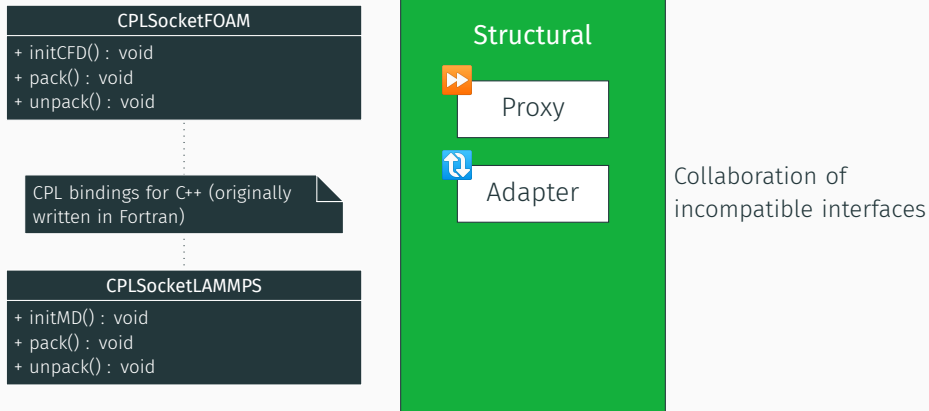 CPLSocketFOAM
+ initCFD() : void
+ pack() : void
+ unpack() : void
CPL bindings for C++ (originally
written in Fortran)
CPLSocketLAMMPS
+ initMD() : void
+ pack() : void
+ unpack() : void
Structural
Proxy
Adapter
Collaboration of
incompatible interfaces